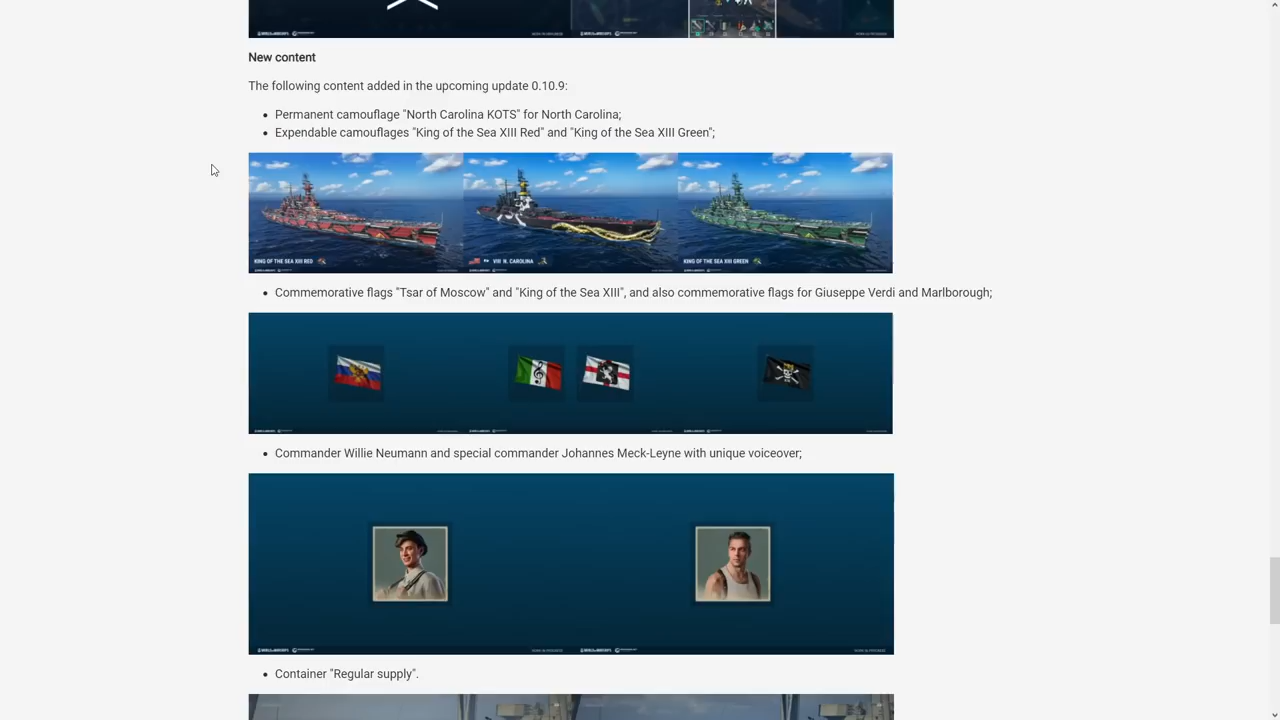 New content
The following content added in the upcoming update 0.10.9:
• Permanent camouflage "North Carolina KOTS" for North Carolina;
• Expendable camouflages "King of the Sea XIII Red" and "King of the Sea XIII Green";
KING OF THE SEA XIII RED
VIII N. CAROLINA
KING OF THE SEA XIII GREEN
• Commemorative flags "Tsar of Moscow" and "King of the Sea XIII", and also commemorative flags for Giuseppe Verdi and Marlborough;
• Commander Willie Neumann and special commander Johannes Meck-Leyne with unique voiceover;
• Container "Regular supply".